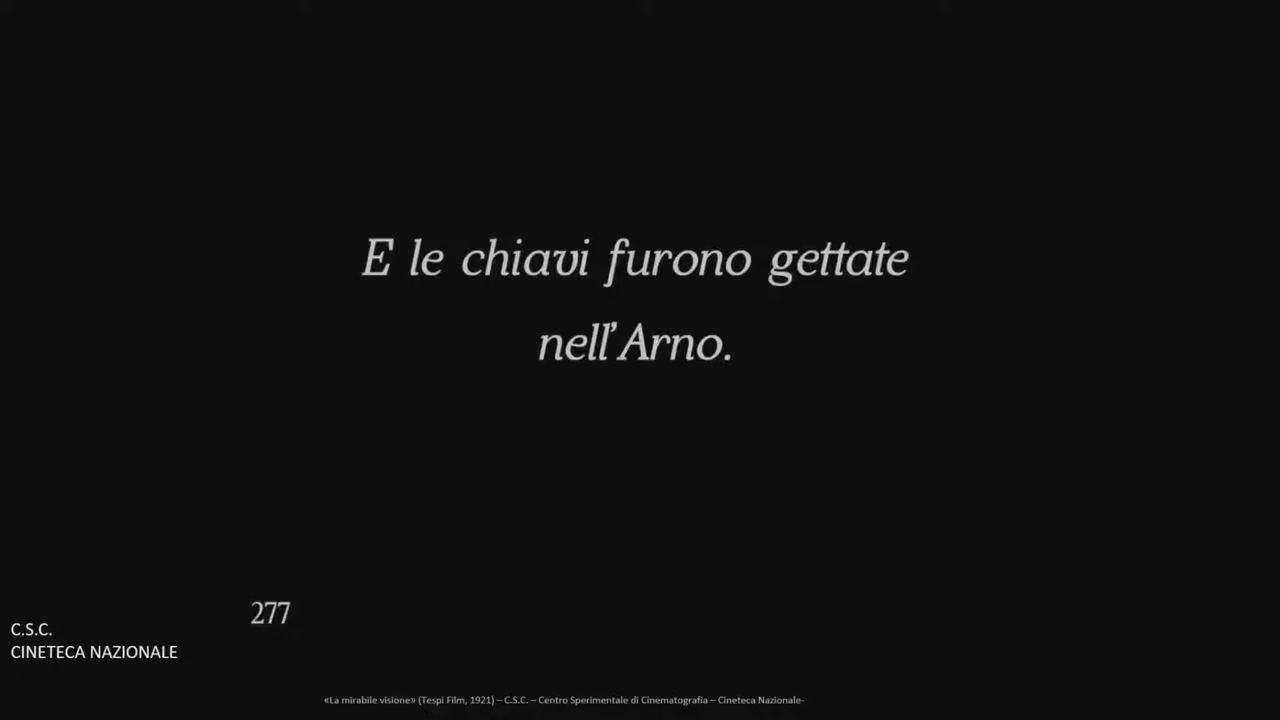 E le chiavi furono gettate
nell'Arno.
277
C.S.C.
CINETECA NAZIONALE
«La mirabile visione» (Tespi Film, 1921) – C.S.C. – Centro Sperimentale di Cinematografia – Cineteca Nazionale-